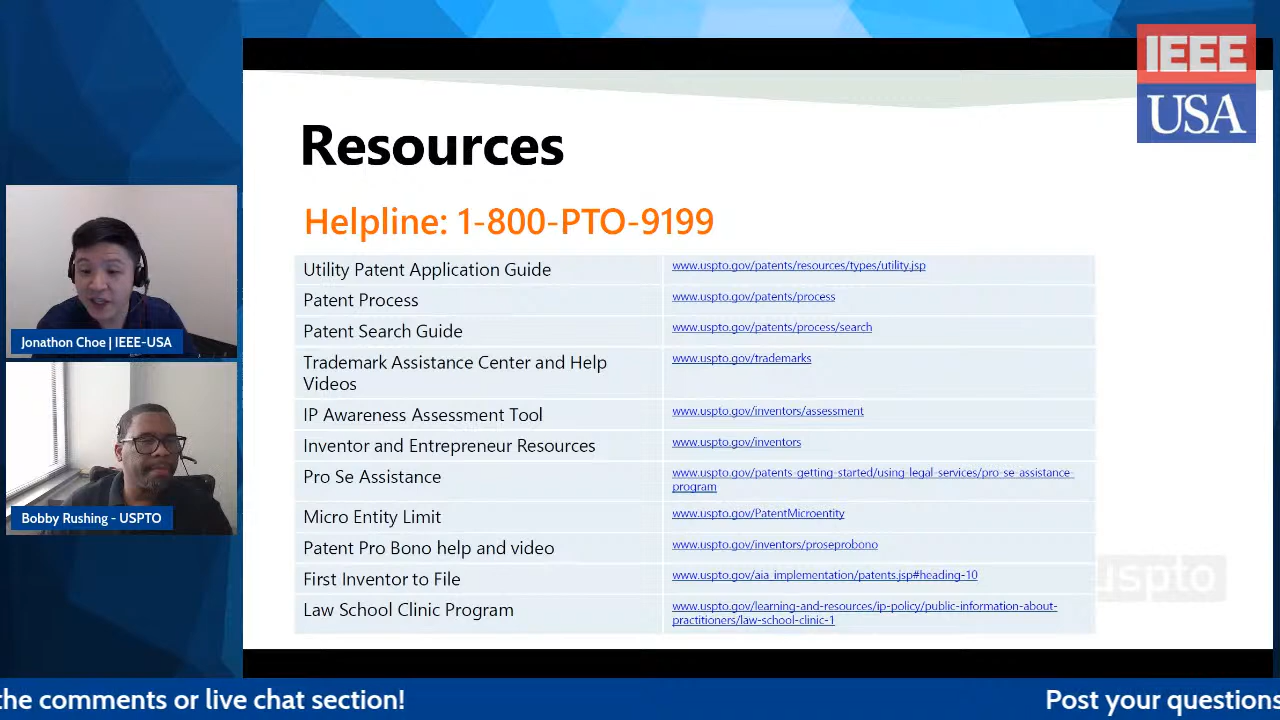 IEEE
USA
Resources
Helpline: 1-800-PTO-9199
Utility Patent Application Guide
www.uspto.gov/patents/resources/types/utility.jsp
Patent Process
www.uspto.gov/patents/process
Patent Search Guide
www.uspto.gov/patents/process/search
Trademark Assistance Center and Help
Videos
www.uspto.gov/trademarks
IP Awareness Assessment Tool
www.uspto.gov/inventors/assessment
Inventor and Entrepreneur Resources
www.uspto.gov/inventors
Pro Se Assistance
www.uspto.gov/patents-getting-started/using-legal-services/pro-se-assistance-
program
Micro Entity Limit
www.uspto.gov/PatentMicroentity
Patent Pro Bono help and video
www.uspto.gov/inventors/proseprobono
First Inventor to File
www.uspto.gov/aia_implementation/patents.jsp#heading-10
Law School Clinic Program
www.uspto.gov/learning-and-resources/ip-policy/public-information-about-
practitioners/law-school-clinic-1
uspto
Jonathon Choe | IEEE-USA
Bobby Rushing - USPTO
the comments or live chat section!
Post your questions